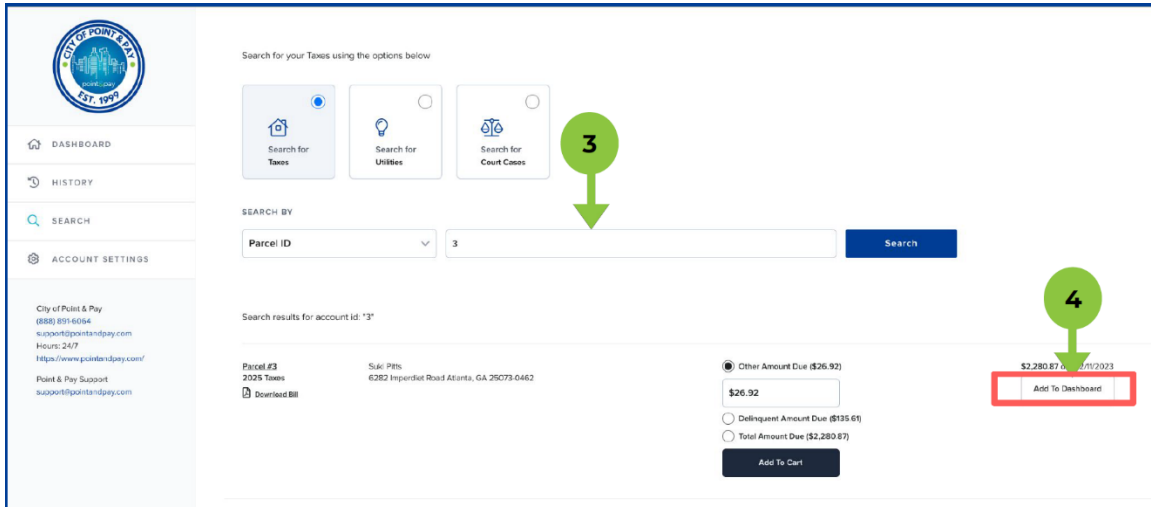 CITY OF POINT & PAY
point&pay
EST. 1999
DASHBOARD
HISTORY
SEARCH
ACCOUNT SETTINGS
City of Point & Pay
(888) 891-6064
support@pointandpay.com
Hours: 24/7
https://www.pointandpay.com/
Point & Pay Support
support@pointandpay.com
Search for your Taxes using the options below
Search for
Taxes
Search for
Utilities
Search for
Court Cases
3
SEARCH BY
Parcel ID
3
Search
Search results for account id: "3"
4
Parcel #3
2025 Taxes
Download Bill
Suki Pitts
6282 Imperdiet Road Atlanta, GA 25073-0462
Other Amount Due ($26.92)
$26.92
Delinquent Amount Due ($135.61)
Total Amount Due ($2,280.87)
Add To Cart
$2,280.87 /11/2023
Add To Dashboard